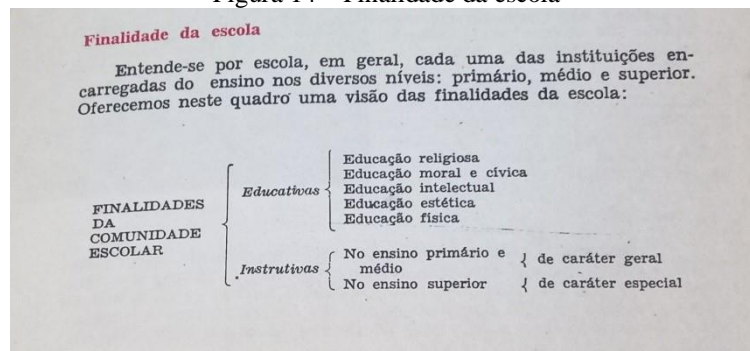 Figura 14 – Finalidade da escola
Finalidade da escola
Entende-se por escola, em geral, cada uma das instituições en-
carregadas do ensino nos diversos níveis: primário, médio e superior.
Oferecemos neste quadro uma visão das finalidades da escola:
FINALIDADES
DA
COMUNIDADE
ESCOLAR
Educativas
Educação religiosa
Educação moral e cívica
Educação intelectual
Educação estética
Educação física
Instrutivas
No ensino primário e
médio
de caráter geral
No ensino superior
de caráter especial